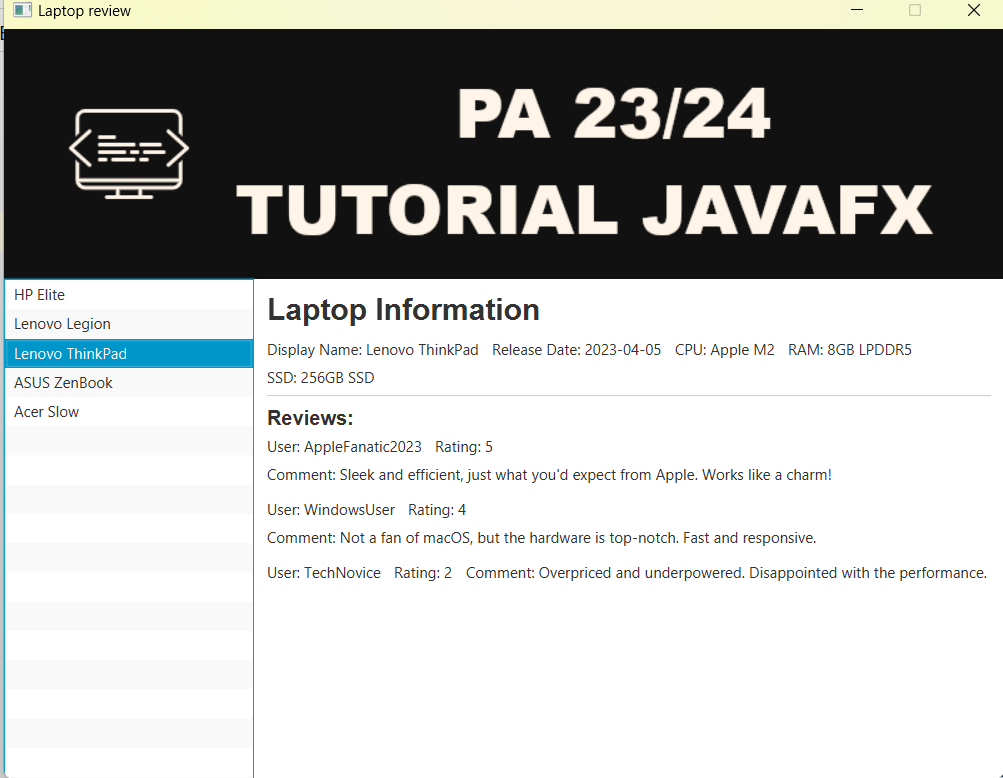 Laptop review
PA 23/24
TUTORIAL JAVAFX
HP Elite
Lenovo Legion
Lenovo ThinkPad
ASUS ZenBook
Acer Slow
Laptop Information
Display Name: Lenovo ThinkPad Release Date: 2023-04-05 CPU: Apple M2 RAM: 8GB LPDDR5
SSD: 256GB SSD
Reviews:
User: AppleFanatic2023 Rating: 5
Comment: Sleek and efficient, just what you'd expect from Apple. Works like a charm!
User: WindowsUser Rating: 4
Comment: Not a fan of macOS, but the hardware is top-notch. Fast and responsive.
User: TechNovice Rating: 2 Comment: Overpriced and underpowered. Disappointed with the performance.